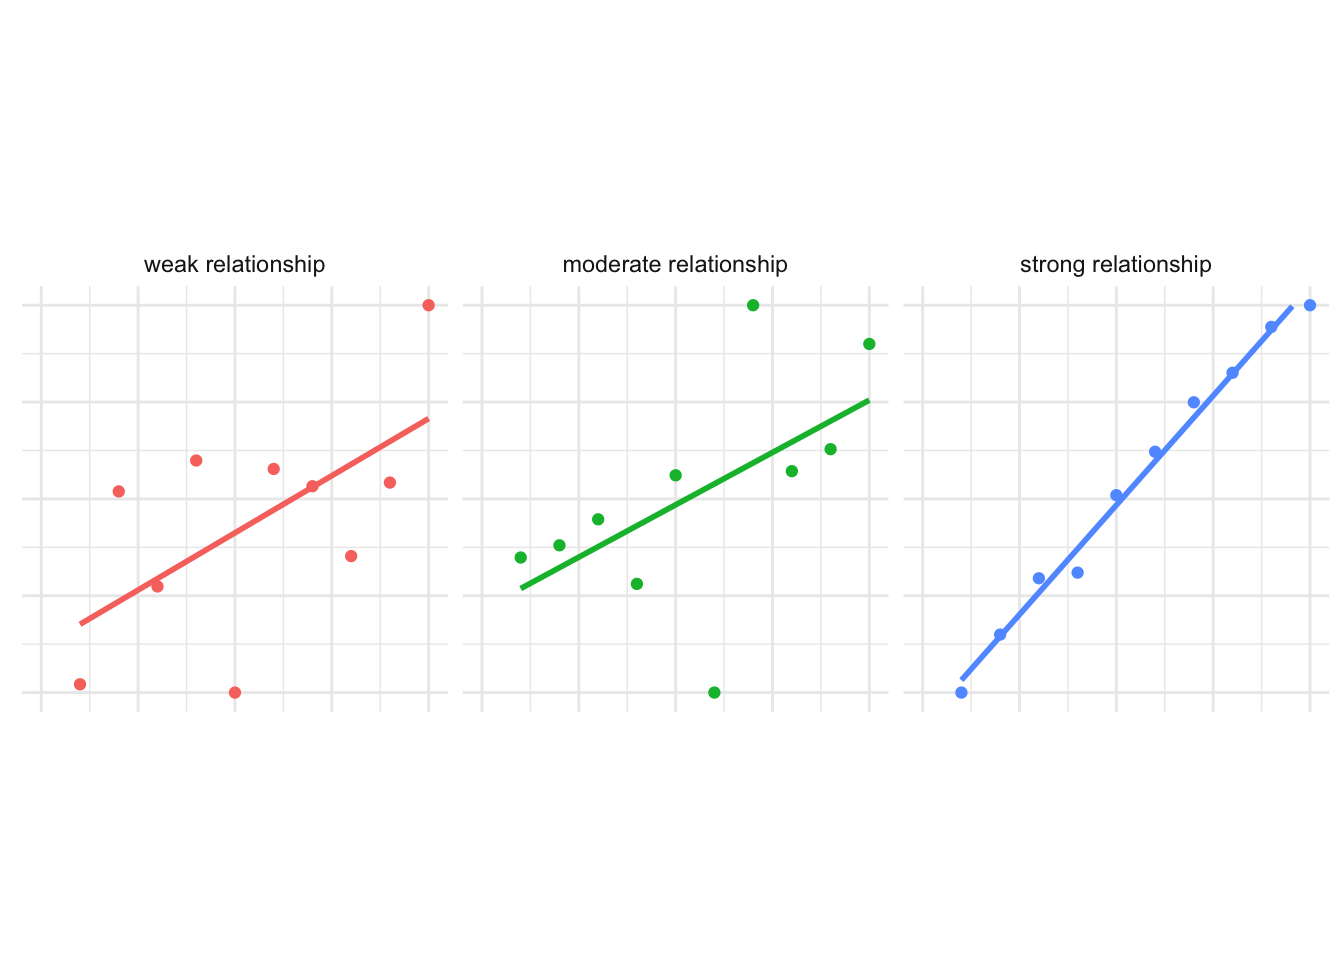 weak relationship
moderate relationship
strong relationship